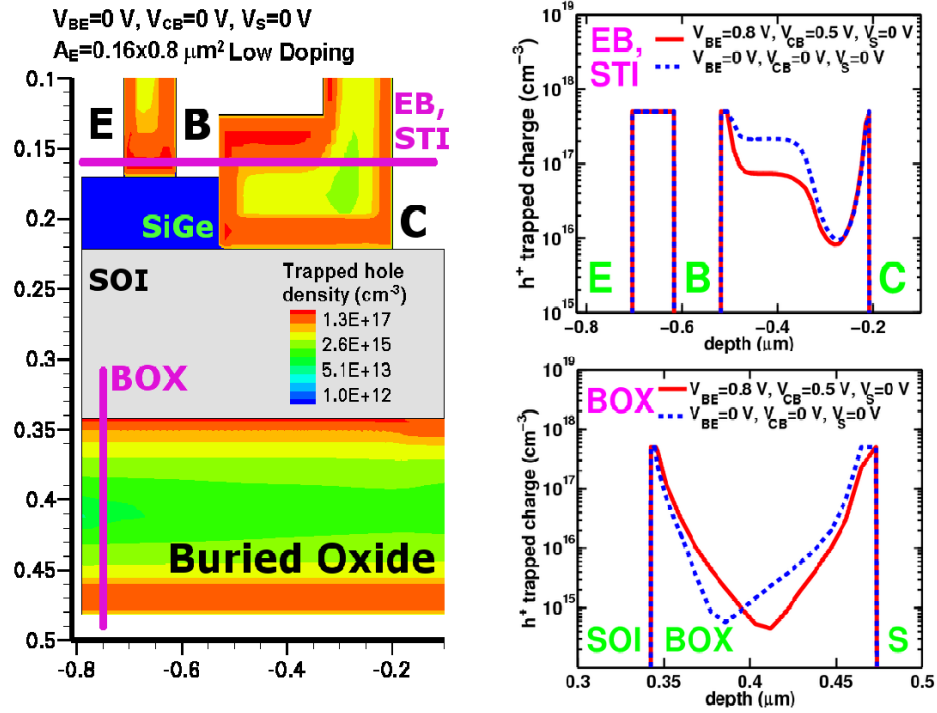 V_BE=0 V, V_CB=0 V, V_S=0 V
A_E=0.16x0.8 μm² Low Doping
0.1
0.15
0.2
0.25
0.3
0.35
0.4
0.45
0.5
-0.8
-0.6
-0.4
-0.2
E
B
EB,
STI
SiGe
C
SOI
Trapped hole
density (cm⁻³)
1.3E+17
2.6E+15
5.1E+13
1.0E+12
BOX
Buried Oxide
EB,
STI
V_BE=0.8 V, V_CB=0.5 V, V_S=0 V
V_BE=0 V, V_CB=0 V, V_S=0 V
h⁺ trapped charge (cm⁻³)
10¹⁹
10¹⁸
10¹⁷
10¹⁶
10¹⁵
E
B
C
−0.8
−0.6
−0.4
−0.2
depth (μm)
BOX
V_BE=0.8 V, V_CB=0.5 V, V_S=0 V
V_BE=0 V, V_CB=0 V, V_S=0 V
h⁺ trapped charge (cm⁻³)
10¹⁹
10¹⁸
10¹⁷
10¹⁶
10¹⁵
SOI
BOX
S
0.3
0.35
0.4
0.45
0.5
depth (μm)